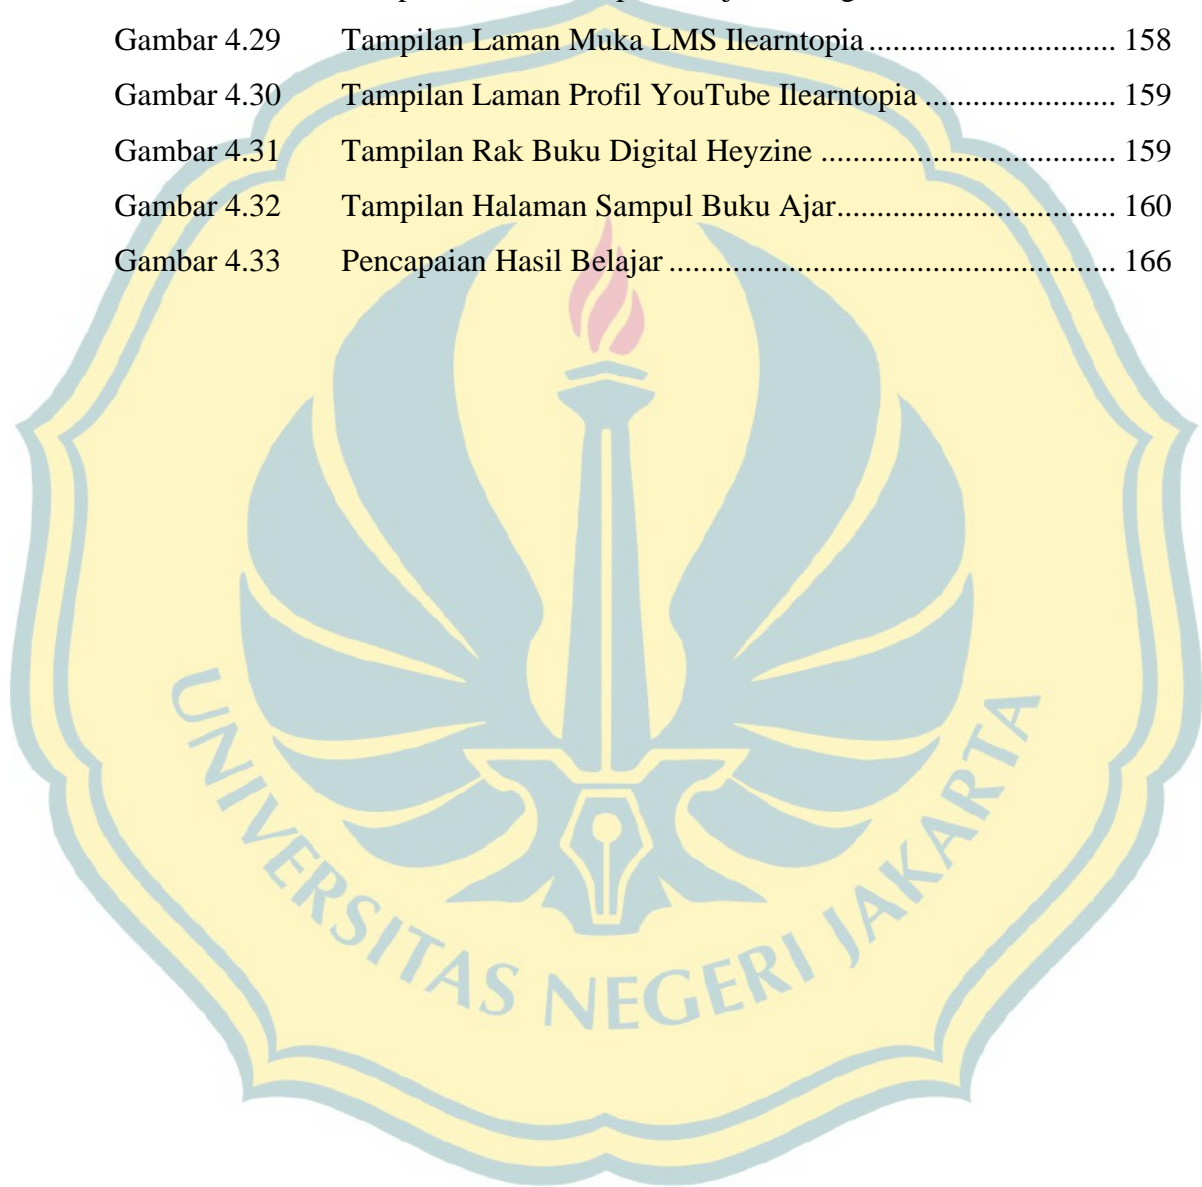 Gambar 4.29 Tampilan Laman Muka LMS Ilearntopia ............................... 158
Gambar 4.30 Tampilan Laman Profil YouTube Ilearntopia ........................ 159
Gambar 4.31 Tampilan Rak Buku Digital Heyzine ..................................... 159
Gambar 4.32 Tampilan Halaman Sampul Buku Ajar................................... 160
Gambar 4.33 Pencapaian Hasil Belajar ........................................................ 166
UNIVERSITAS NEGERI JAKARTA